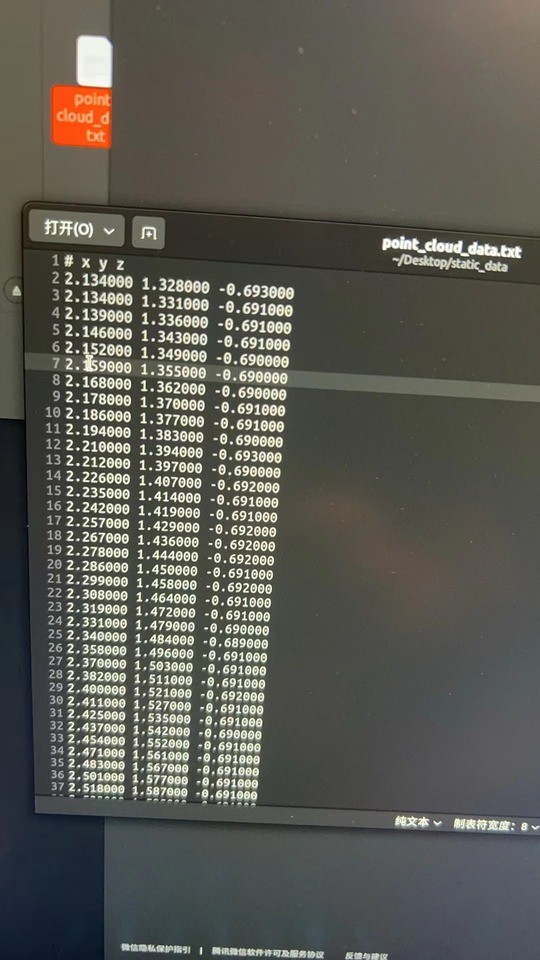 point
cloud_d
txt
打开(O)
point_cloud_data.txt
~/Desktop/static_data
1 # x y z
2 2.134000 1.328000 -0.693000
3 2.134000 1.331000 -0.691000
4 2.139000 1.336000 -0.691000
5 2.146000 1.343000 -0.691000
6 2.152000 1.349000 -0.690000
7 2.159000 1.355000 -0.690000
8 2.168000 1.362000 -0.690000
9 2.178000 1.370000 -0.691000
10 2.186000 1.377000 -0.691000
11 2.194000 1.383000 -0.690000
12 2.210000 1.394000 -0.693000
13 2.212000 1.397000 -0.690000
14 2.226000 1.407000 -0.692000
15 2.235000 1.414000 -0.691000
16 2.242000 1.419000 -0.691000
17 2.257000 1.429000 -0.692000
18 2.267000 1.436000 -0.692000
19 2.278000 1.444000 -0.692000
20 2.286000 1.450000 -0.691000
21 2.299000 1.458000 -0.692000
22 2.308000 1.464000 -0.691000
23 2.319000 1.472000 -0.691000
24 2.331000 1.479000 -0.690000
25 2.340000 1.484000 -0.689000
26 2.358000 1.496000 -0.691000
27 2.370000 1.503000 -0.691000
28 2.382000 1.511000 -0.691000
29 2.400000 1.521000 -0.692000
30 2.411000 1.527000 -0.691000
31 2.425000 1.535000 -0.691000
32 2.437000 1.542000 -0.690000
33 2.454000 1.552000 -0.691000
34 2.471000 1.561000 -0.691000
35 2.483000 1.567000 -0.691000
36 2.501000 1.577000 -0.691000
37 2.518000 1.587000 -0.691000
纯文本 制表符宽度：8
微信隐私保护指引 | 腾讯微信软件许可及服务协议 反馈与建议